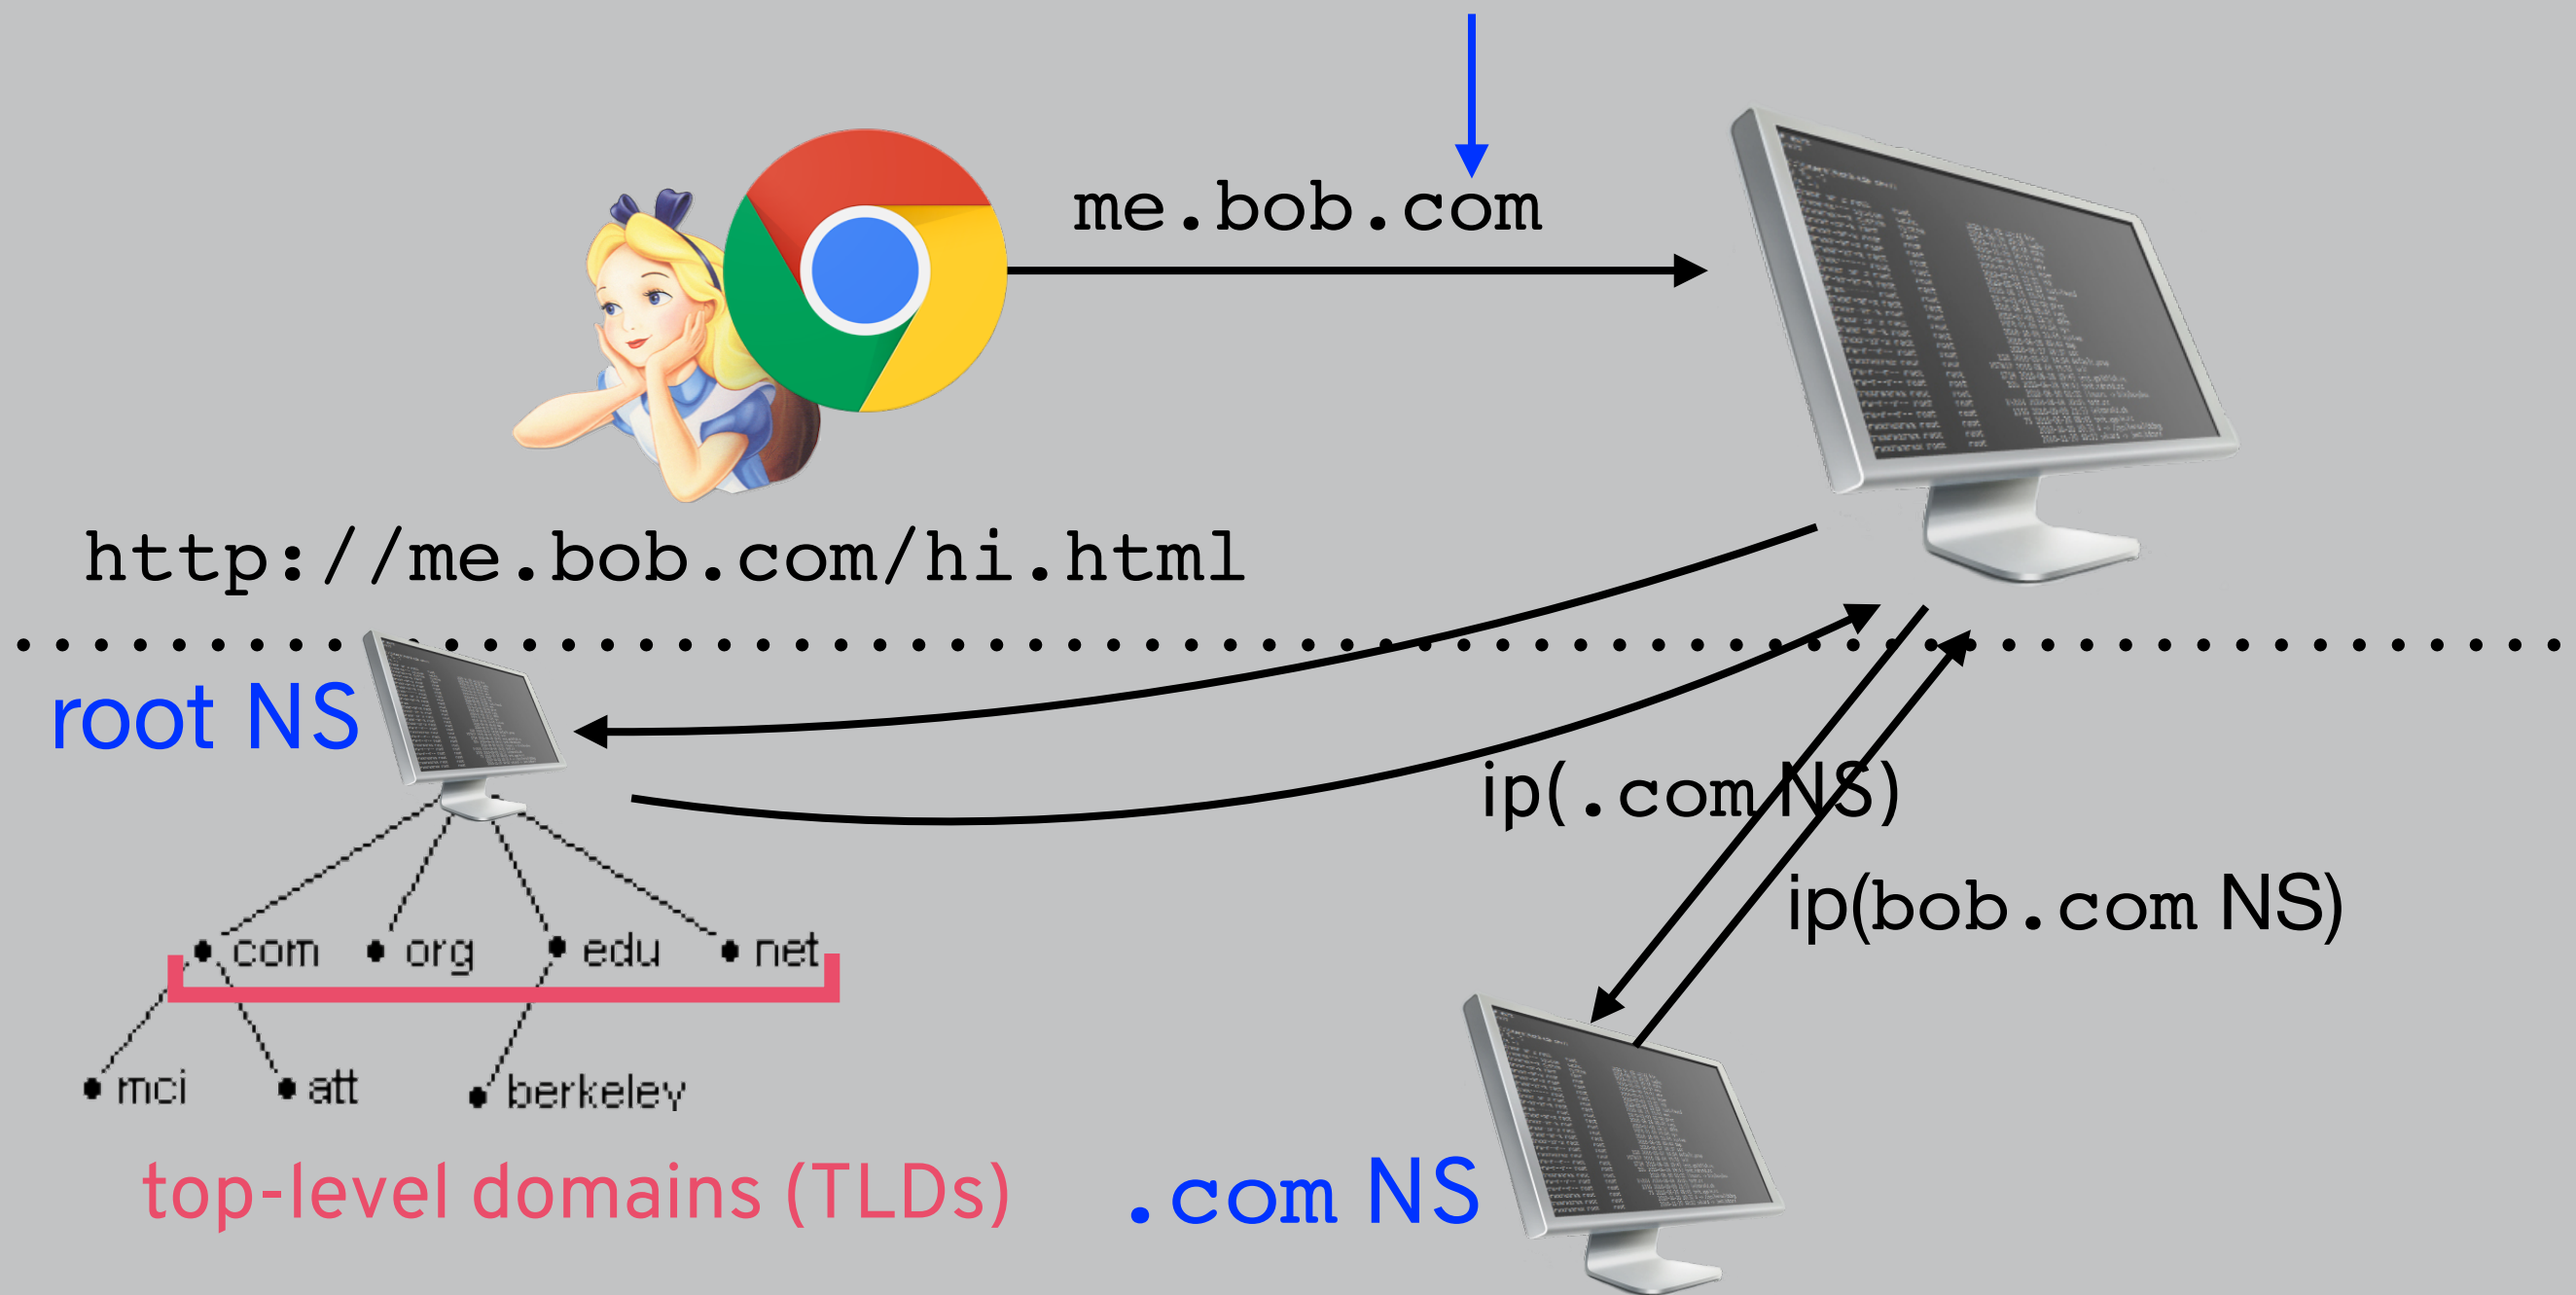 me.bob.com
http://me.bob.com/hi.html
root NS
ip(.com NS)
ip(bob.com NS)
com org edu net
mci att berkeley
top-level domains (TLDs)
.com NS